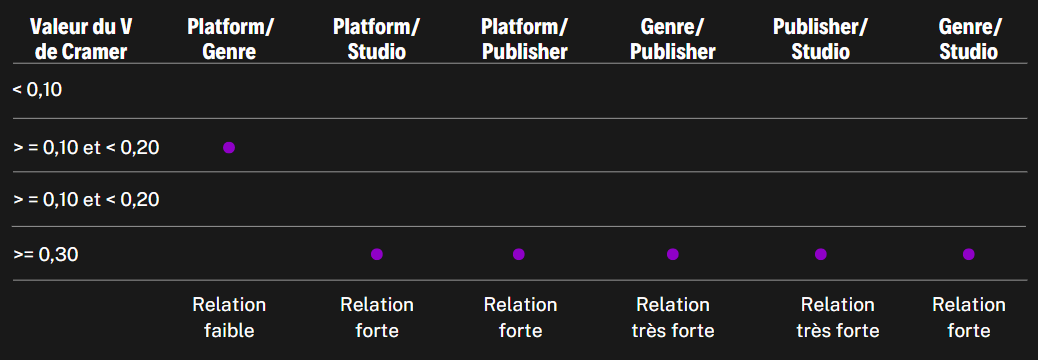 Valeur du V de Cramer Platform/ Genre Platform/ Studio Platform/ Publisher Genre/ Publisher Publisher/ Studio Genre/ Studio
< 0,10
> = 0,10 et < 0,20
> = 0,10 et < 0,20
>= 0,30
Relation faible Relation forte Relation forte Relation très forte Relation très forte Relation forte